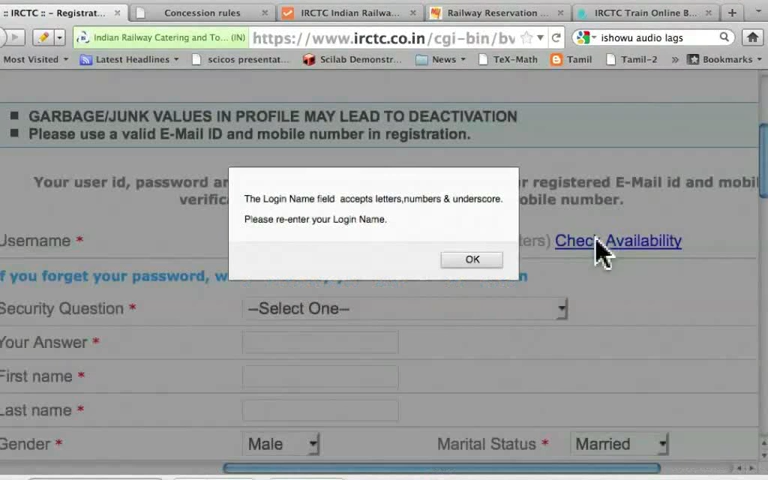 :: IRCTC :: – Registrat...
Concession rules
IRCTC Indian Railwa...
Railway Reservation ...
IRCTC Train Online B...
Indian Railway Catering and To... (IN)
https://www.irctc.co.in/cgi-bin/bv
ishowu audio lags
Most Visited
Latest Headlines
scicos presentat...
Scilab Demonstr...
News
TeX-Math
Tamil
Tamil-2
Bookmarks
GARBAGE/JUNK VALUES IN PROFILE MAY LEAD TO DEACTIVATION
Please use a valid E-Mail ID and mobile number in registration.
Your user id, password ar
r registered E-Mail id and mobil
verific
obile number.
The Login Name field accepts letters,numbers & underscore.
Please re-enter your Login Name.
OK
Username *
ters) Check Availability
f you forget your password, w
Security Question *
--Select One--
Your Answer *
First name *
Last name *
Gender *
Male
Marital Status *
Married